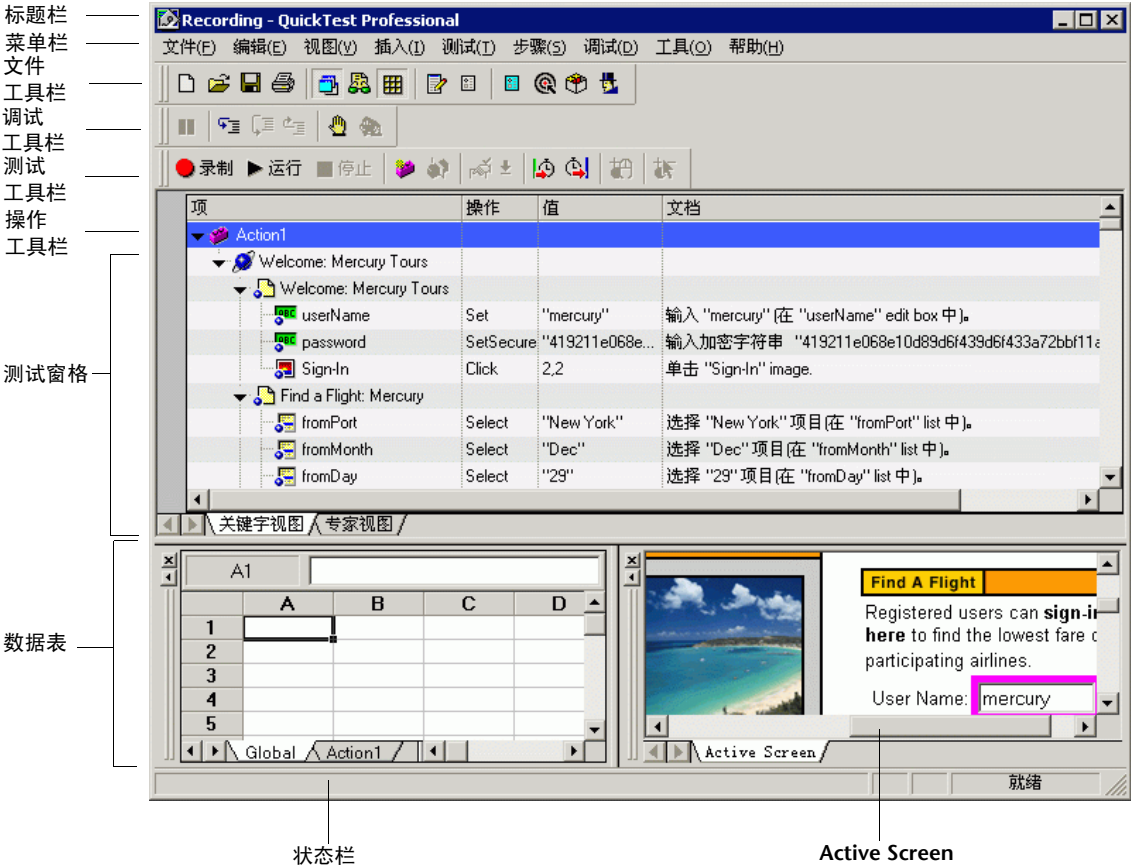 标题栏
菜单栏
文件
工具栏
调试
工具栏
测试
工具栏
操作
工具栏
测试窗格
数据表
Recording - QuickTest Professional
文件(F) 编辑(E) 视图(V) 插入(I) 测试(T) 步骤(S) 调试(D) 工具(O) 帮助(H)
录制 运行 停止
项 操作 值 文档
Action1
Welcome: Mercury Tours
Welcome: Mercury Tours
userName Set "mercury" 输入 "mercury" (在 "userName" edit box 中)。
password SetSecure "419211e068e... 输入加密字符串 "419211e068e10d89d6f439d6f433a72bbf11a
Sign-In Click 2,2 单击 "Sign-In" image.
Find a Flight: Mercury
fromPort Select "New York" 选择 "New York" 项目(在 "fromPort" list 中)。
fromMonth Select "Dec" 选择 "Dec" 项目(在 "fromMonth" list 中)。
fromDay Select "29" 选择 "29" 项目(在 "fromDay" list 中)。
关键字视图 专家视图
A1
A B C D
1
2
3
4
5
Global Action1
Find A Flight
Registered users can sign-in
here to find the lowest fare o
participating airlines.
User Name: mercury
Active Screen
就绪
状态栏
Active Screen